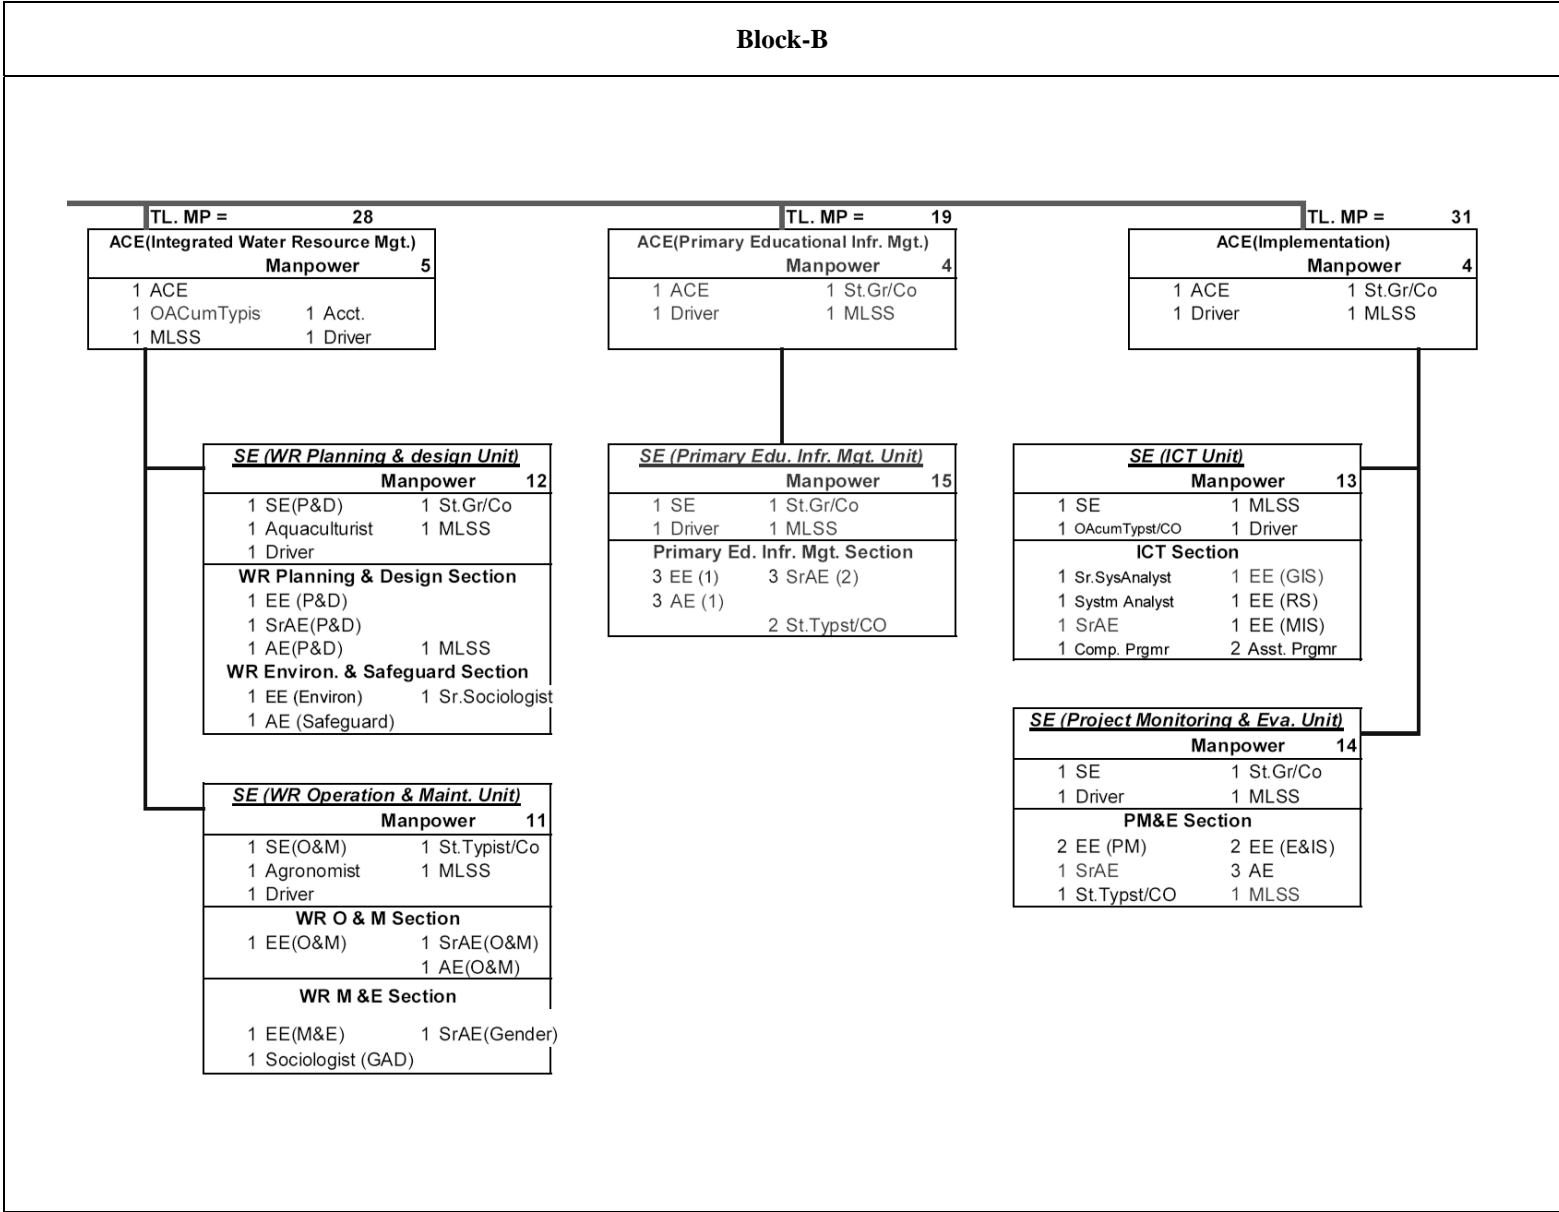 Block-B
TL. MP = 28
ACE(Integrated Water Resource Mgt.)
Manpower 5
1 ACE
1 OACumTypis 1 Acct.
1 MLSS 1 Driver
SE (WR Planning & design Unit)
Manpower 12
1 SE(P&D) 1 St.Gr/Co
1 Aquaculturist 1 MLSS
1 Driver
WR Planning & Design Section
1 EE (P&D)
1 SrAE(P&D)
1 AE(P&D) 1 MLSS
WR Environ. & Safeguard Section
1 EE (Environ) 1 Sr.Sociologist
1 AE (Safeguard)
SE (WR Operation & Maint. Unit)
Manpower 11
1 SE(O&M) 1 St.Typist/Co
1 Agronomist 1 MLSS
1 Driver
WR O & M Section
1 EE(O&M) 1 SrAE(O&M)
1 AE(O&M)
WR M &E Section
1 EE(M&E) 1 SrAE(Gender)
1 Sociologist (GAD)
TL. MP = 19
ACE(Primary Educational Infr. Mgt.)
Manpower 4
1 ACE 1 St.Gr/Co
1 Driver 1 MLSS
SE (Primary Edu. Infr. Mgt. Unit)
Manpower 15
1 SE 1 St.Gr/Co
1 Driver 1 MLSS
Primary Ed. Infr. Mgt. Section
3 EE (1) 3 SrAE (2)
3 AE (1)
2 St.Typst/CO
TL. MP = 31
ACE(Implementation)
Manpower 4
1 ACE 1 St.Gr/Co
1 Driver 1 MLSS
SE (ICT Unit)
Manpower 13
1 SE 1 MLSS
1 OAcumTypst/CO 1 Driver
ICT Section
1 Sr.SysAnalyst 1 EE (GIS)
1 Systm Analyst 1 EE (RS)
1 SrAE 1 EE (MIS)
1 Comp. Prgmr 2 Asst. Prgmr
SE (Project Monitoring & Eva. Unit)
Manpower 14
1 SE 1 St.Gr/Co
1 Driver 1 MLSS
PM&E Section
2 EE (PM) 2 EE (E&IS)
1 SrAE 3 AE
1 St.Typst/CO 1 MLSS